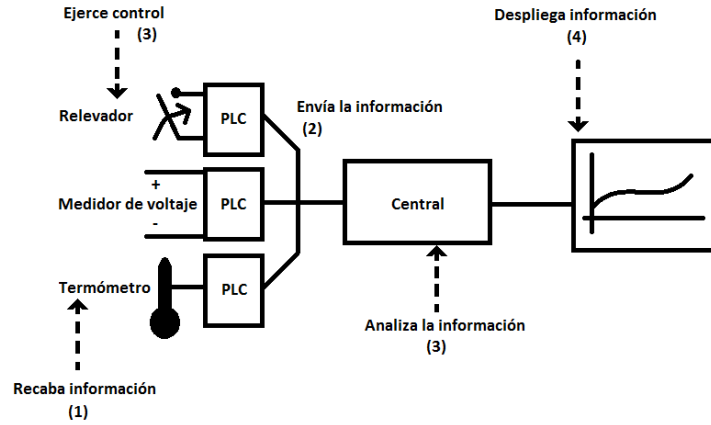 Ejerce control
(3)
Despliega información
(4)
Relevador
PLC
Envía la información
(2)
+
Medidor de voltaje
-
PLC
Central
Termómetro
PLC
Analiza la información
(3)
Recaba información
(1)